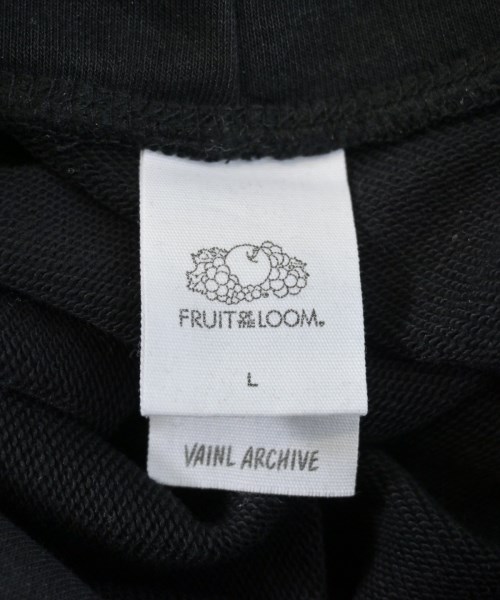 FRUIT OF THE LOOM.
L
VAINL ARCHIVE